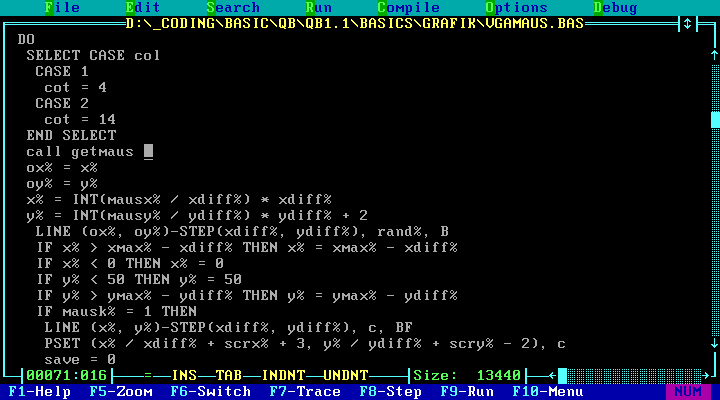 File Edit Search Run Compile Options Debug
D:\_CODING\BASIC\QB\QB1.1\BASICS\GRAFIK\VGAMAUS.BAS
DO
SELECT CASE col
CASE 1
cot = 4
CASE 2
cot = 14
END SELECT
call getmaus
ox% = x%
oy% = y%
x% = INT(mausx% / xdiff%) * xdiff%
y% = INT(mausy% / ydiff%) * ydiff% + 2
LINE (ox%, oy%)-STEP(xdiff%, ydiff%), rand%, B
IF x% > xmax% - xdiff% THEN x% = xmax% - xdiff%
IF x% < 0 THEN x% = 0
IF y% < 50 THEN y% = 50
IF y% > ymax% - ydiff% THEN y% = ymax% - ydiff%
IF mausk% = 1 THEN
LINE (x%, y%)-STEP(xdiff%, ydiff%), c, BF
PSET (x% / xdiff% + scrx% + 3, y% / ydiff% + scry% - 2), c
save = 0
00071:016 = INS TAB INDNT UNDNT Size: 13440
F1-Help F5-Zoom F6-Switch F7-Trace F8-Step F9-Run F10-Menu NUM